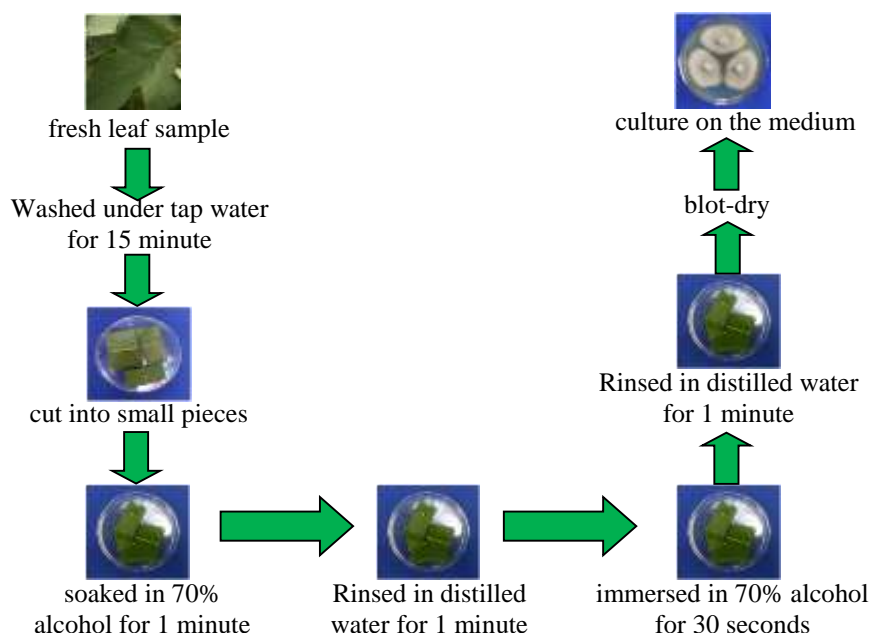 fresh leaf sample
Washed under tap water
for 15 minute
cut into small pieces
soaked in 70%
alcohol for 1 minute
Rinsed in distilled
water for 1 minute
immersed in 70% alcohol
for 30 seconds
Rinsed in distilled water
for 1 minute
blot-dry
culture on the medium